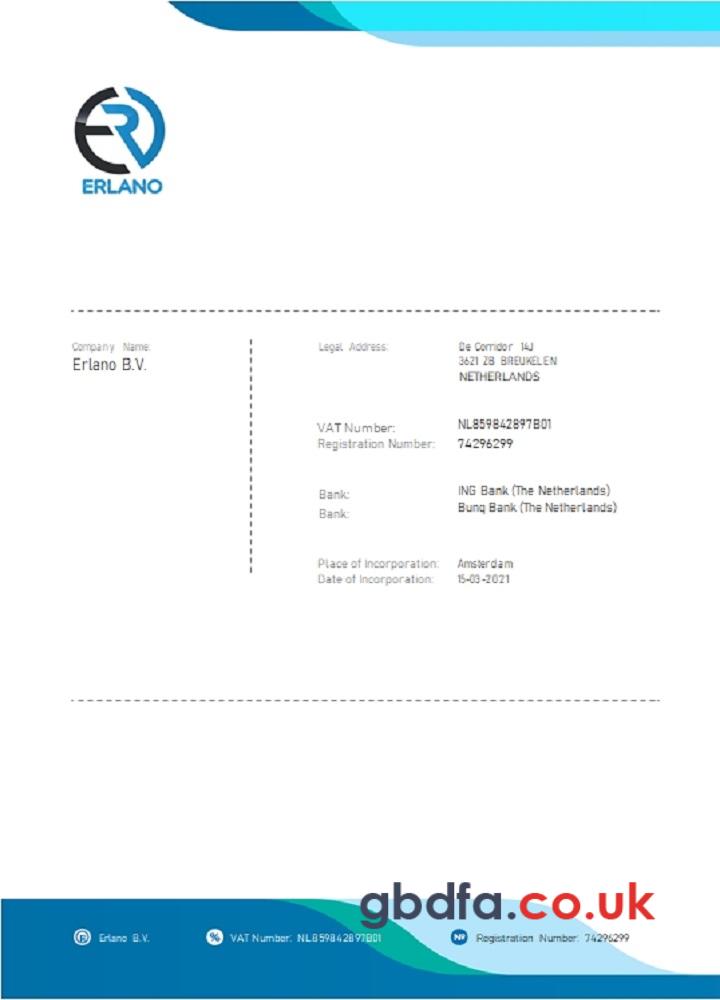 ERV
ERLANO
Company Name:
Erlano B.V.
Legal Address:
De Corridor 14J
3621 ZB BREUKELEN
NETHERLANDS
VAT Number: NL859842897B01
Registration Number: 74296299
Bank: ING Bank (The Netherlands)
Bank: Bunq Bank (The Netherlands)
Place of Incorporation: Amsterdam
Date of Incorporation: 15-03-2021
gbdfa.co.uk
Erlano B.V.
% VAT Number: NL859842897B01
NR Registration Number: 74296299